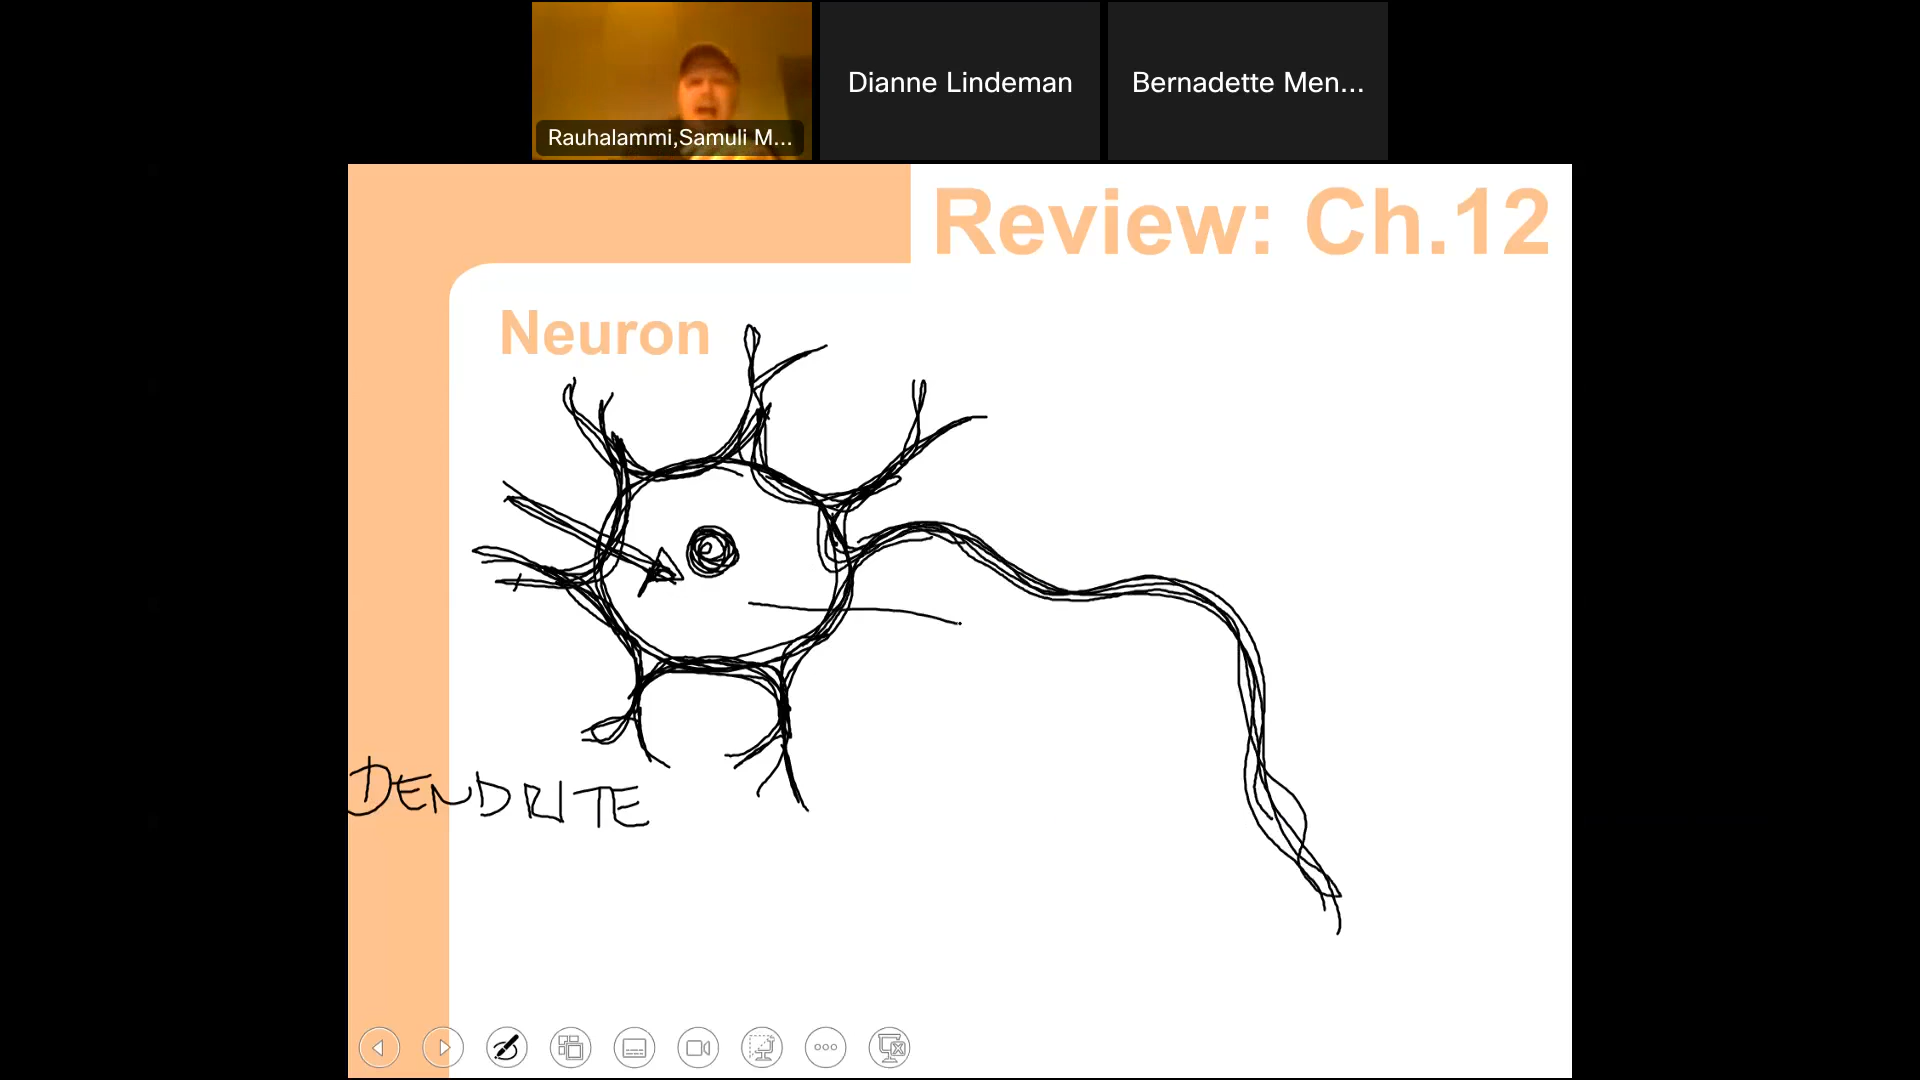 Dianne Lindeman
Bernadette Men...
Rauhalammi,Samuli M...
Review: Ch.12
Neuron
DENDRITE